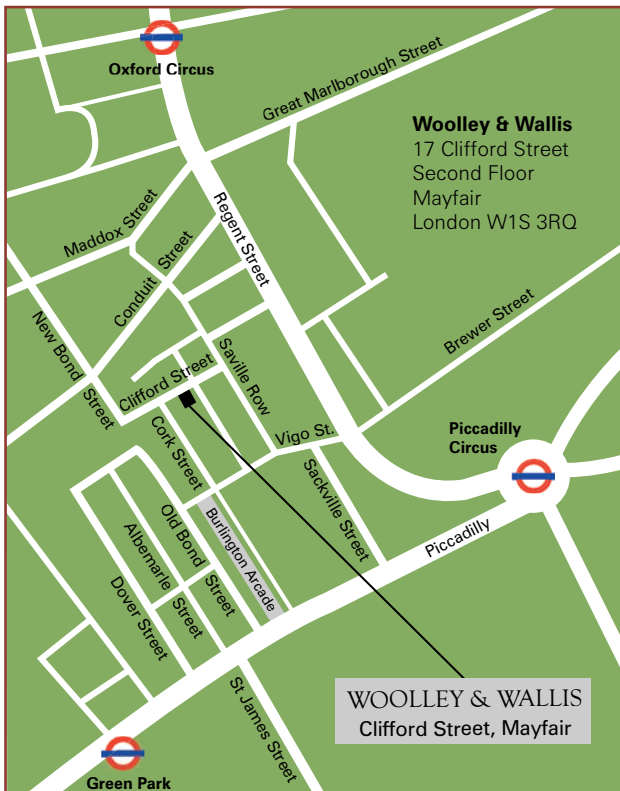 Oxford Circus
Great Marlborough Street
Woolley & Wallis
17 Clifford Street
Second Floor
Mayfair
London W1S 3RQ
Maddox Street
Regent Street
Conduit Street
New Bond Street
Brewer Street
Saville Row
Clifford Street
Cork Street
Vigo St.
Piccadilly
Circus
Sackville Street
Old Bond Street
Burlington Arcade
Albemarle Street
Dover Street
Piccadilly
St James Street
WOOLLEY & WALLIS
Clifford Street, Mayfair
Green Park